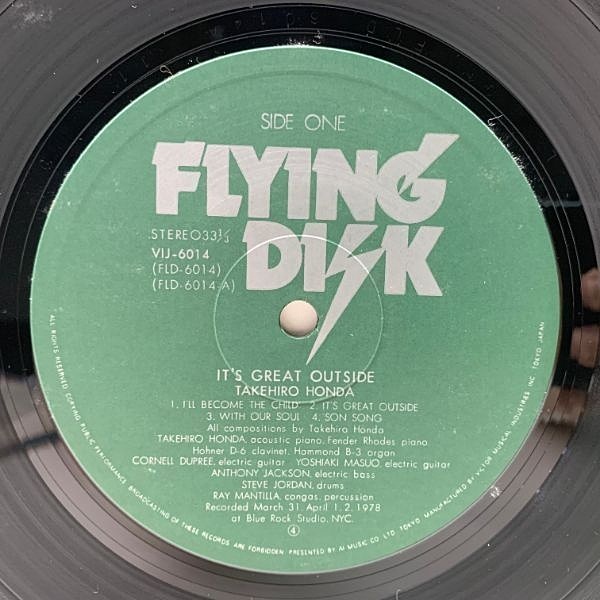 SIDE ONE
FLYING
DISK
STEREO 33⅓
VIJ-6014
(FLD-6014)
(FLD-6014-A)
IT'S GREAT OUTSIDE
TAKEHIRO HONDA
1. I'LL BECOME THE CHILD 2. IT'S GREAT OUTSIDE
3. WITH OUR SOUL 4. SON SONG
All compositions by Takehiro Honda
TAKEHIRO HONDA, acoustic piano, Fender Rhodes piano,
Hohner D-6 clavinet, Hammond B-3 organ
CORNELL DUPREE, electric guitar YOSHIAKI MASUO, electric guitar
ANTHONY JACKSON, electric bass
STEVE JORDAN, drums
RAY MANTILLA, congas, percussion
Recorded March 31, April 1. 2. 1978
at Blue Rock Studio, NYC.
④
ALL RIGHTS RESERVED COPYING PUBLIC PERFORMANCE BROADCASTING OF THESE RECORDS ARE FORBIDDEN. PRESENTED BY AI MUSIC CO. LTD. TOKYO. MANUFACTURED BY VICTOR MUSICAL INDUSTRIES INC. TOKYO. JAPAN